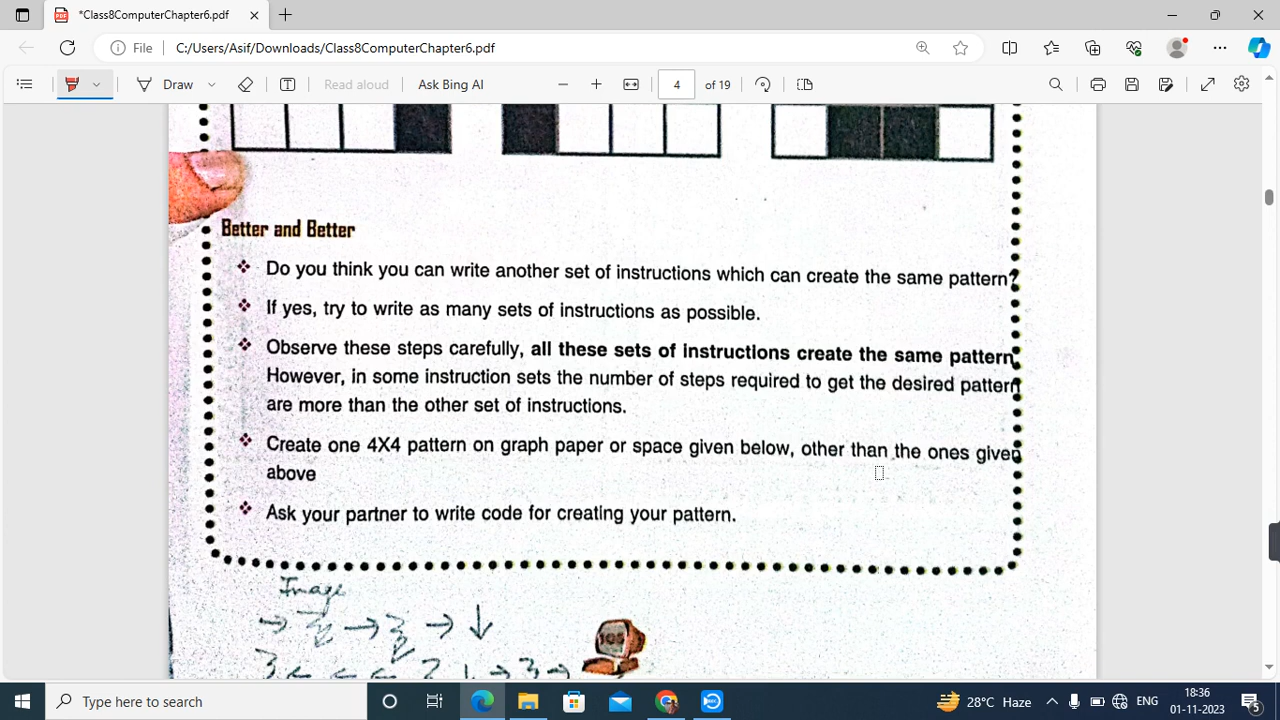 *Class8ComputerChapter6.pdf
File C:/Users/Asif/Downloads/Class8ComputerChapter6.pdf
Draw Read aloud Ask Bing AI 4 of 19
Better and Better
Do you think you can write another set of instructions which can create the same pattern?
If yes, try to write as many sets of instructions as possible.
Observe these steps carefully, all these sets of instructions create the same pattern.
However, in some instruction sets the number of steps required to get the desired pattern
are more than the other set of instructions.
Create one 4X4 pattern on graph paper or space given below, other than the ones given
above
Ask your partner to write code for creating your pattern.
Image
Type here to search
28°C Haze ENG 18:36
01-11-2023 5